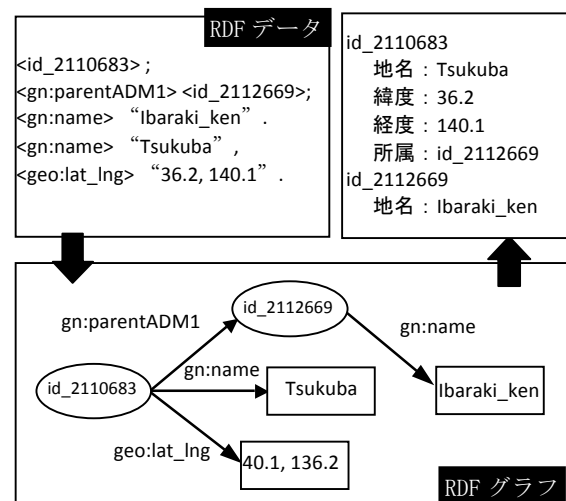 RDF データ
<id_2110683> ;
<gn:parentADM1> <id_2112669>;
<gn:name> “Ibaraki_ken” .
<gn:name> “Tsukuba” ,
<geo:lat_lng> “36.2, 140.1” .
id_2110683
地名：Tsukuba
緯度：36.2
経度：140.1
所属：id_2112669
id_2112669
地名：Ibaraki_ken
gn:parentADM1
id_2112669
gn:name
id_2110683
gn:name
Tsukuba
Ibaraki_ken
geo:lat_lng
40.1, 136.2
RDF グラフ